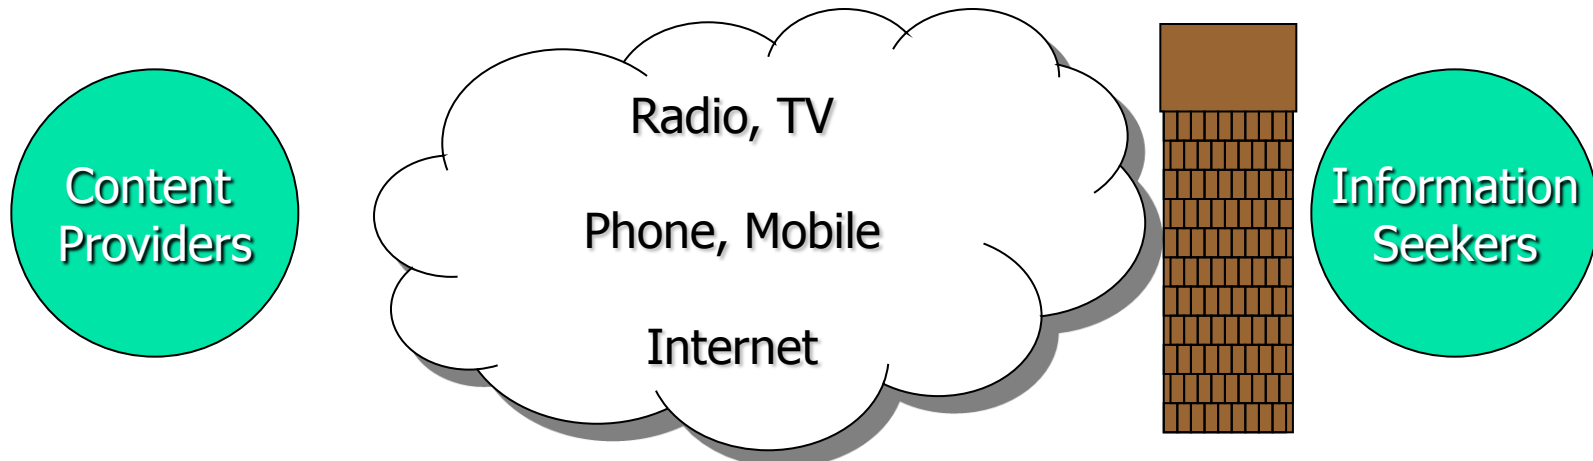 Content
Providers
Radio, TV
Phone, Mobile
Internet
Information
Seekers